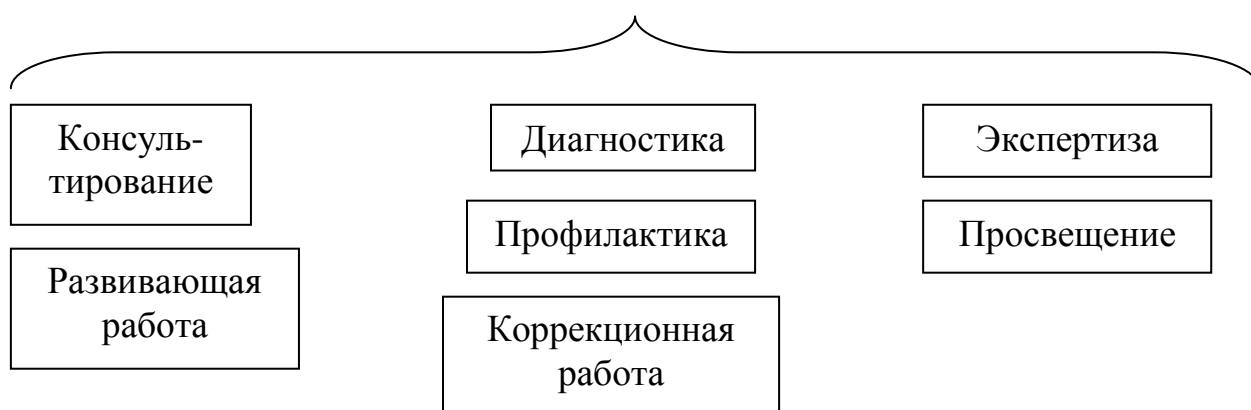 Консуль-
тирование
Диагностика
Экспертиза
Профилактика
Просвещение
Развивающая
работа
Коррекционная
работа